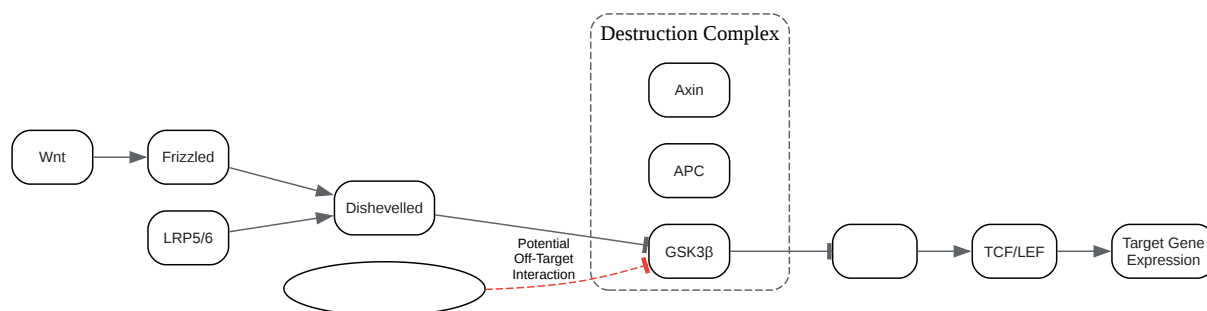 Destruction Complex
Axin
Wnt
Frizzled
APC
Dishevelled
LRP5/6
Potential
Off-Target
Interaction
GSK3β
TCF/LEF
Target Gene
Expression